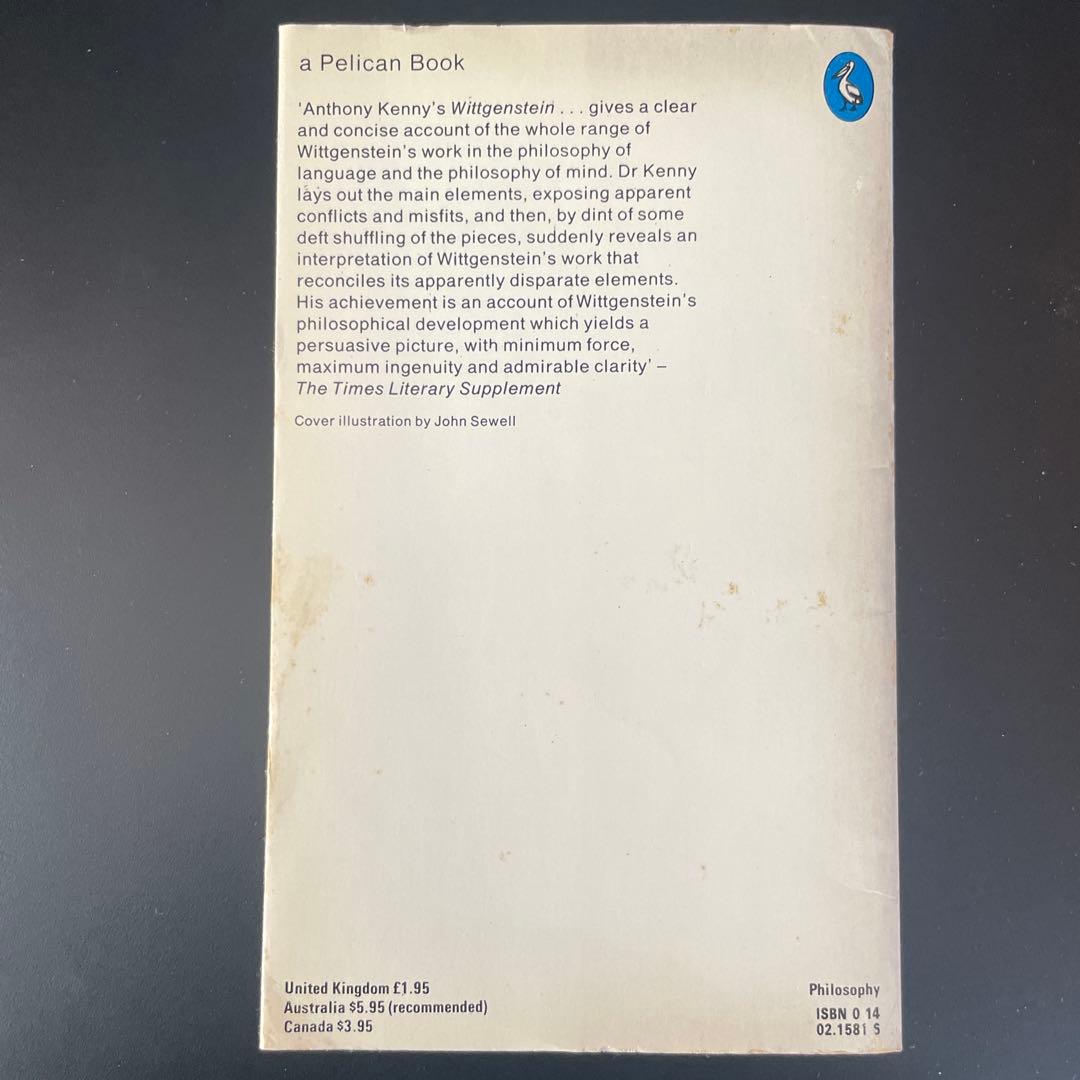 a Pelican Book
'Anthony Kenny's Wittgenstein . . . gives a clear
and concise account of the whole range of
Wittgenstein's work in the philosophy of
language and the philosophy of mind. Dr Kenny
lays out the main elements, exposing apparent
conflicts and misfits, and then, by dint of some
deft shuffling of the pieces, suddenly reveals an
interpretation of Wittgenstein's work that
reconciles its apparently disparate elements.
His achievement is an account of Wittgenstein's
philosophical development which yields a
persuasive picture, with minimum force,
maximum ingenuity and admirable clarity' –
The Times Literary Supplement
Cover illustration by John Sewell
United Kingdom £1.95
Australia $5.95 (recommended)
Canada $3.95
Philosophy
ISBN 0 14
02.1581 5